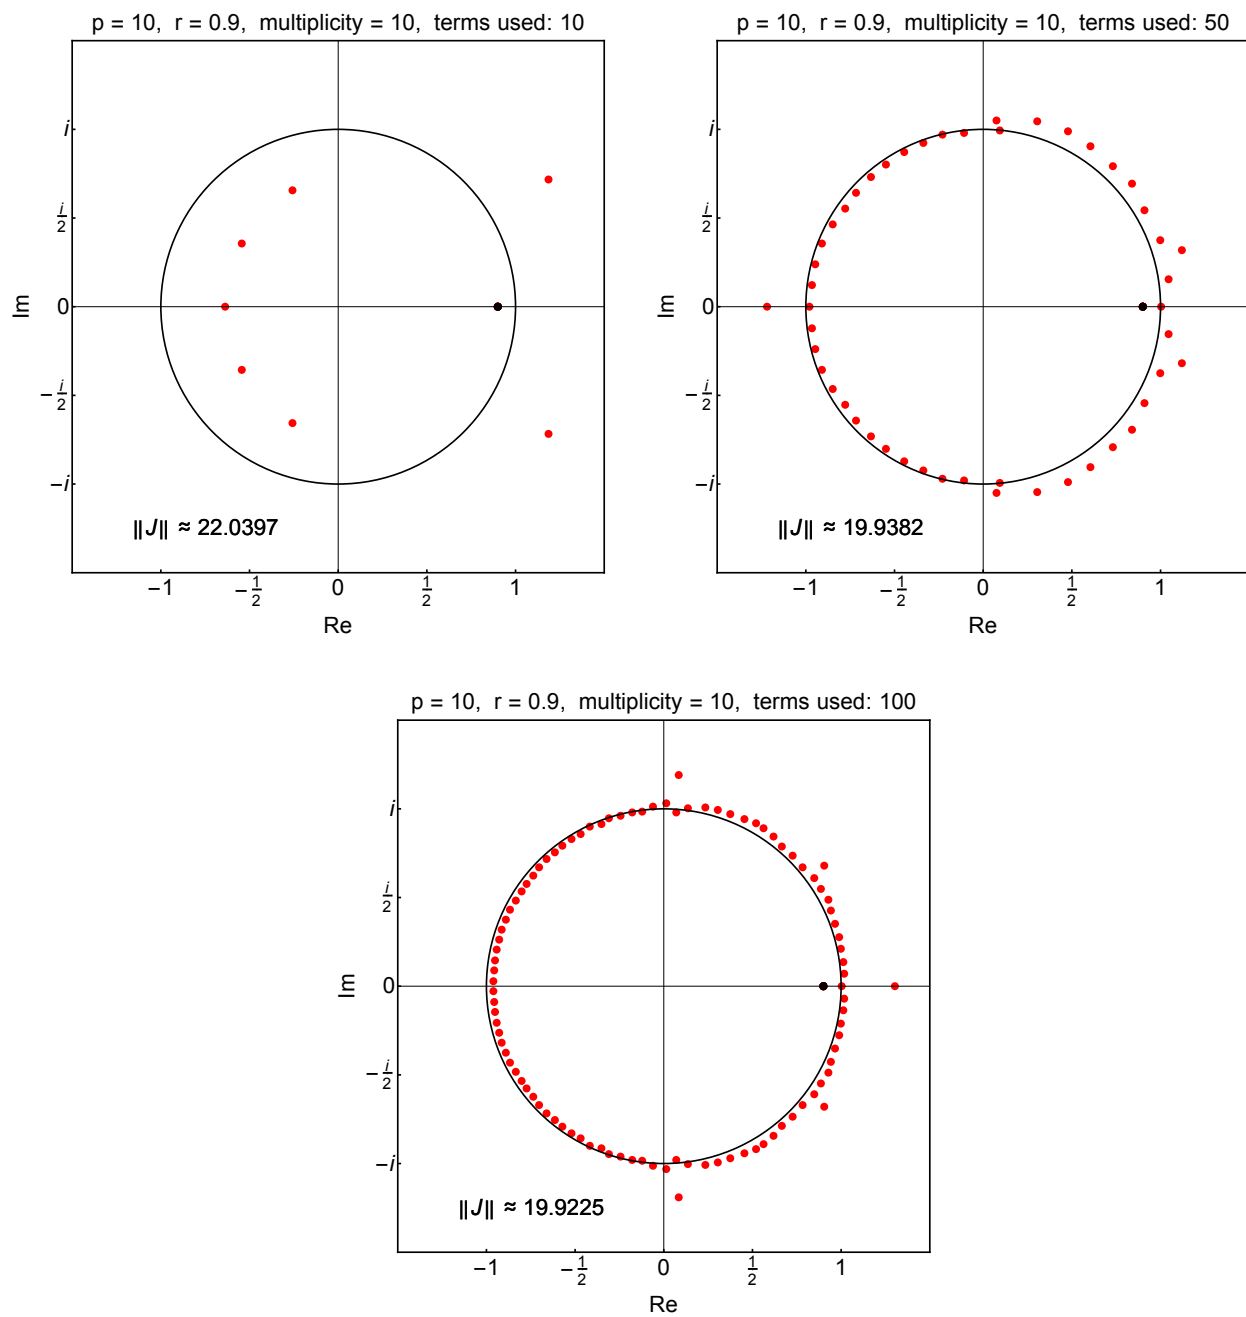 p = 10, r = 0.9, multiplicity = 10, terms used: 10
i
i/2
0
−i/2
−i
Im
‖J‖ ≈ 22.0397
−1 −1/2 0 1/2 1
Re
p = 10, r = 0.9, multiplicity = 10, terms used: 50
i
i/2
0
−i/2
−i
Im
‖J‖ ≈ 19.9382
−1 −1/2 0 1/2 1
Re
p = 10, r = 0.9, multiplicity = 10, terms used: 100
i
i/2
0
−i/2
−i
Im
‖J‖ ≈ 19.9225
−1 −1/2 0 1/2 1
Re